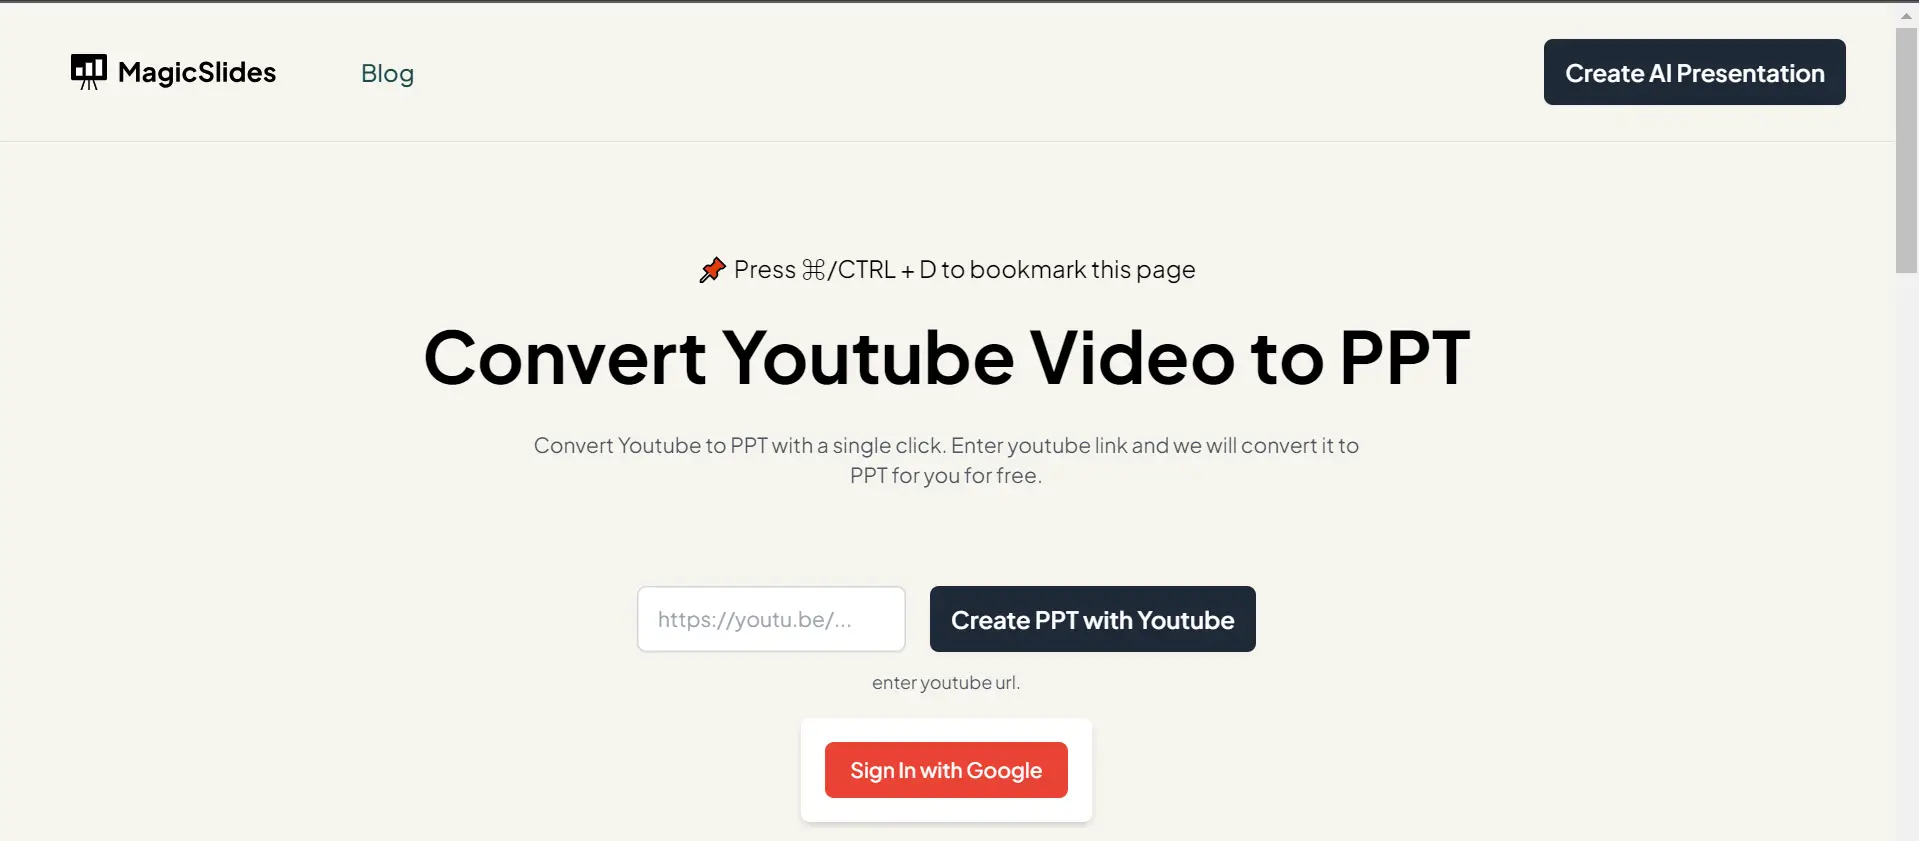 MagicSlides
Blog
Create AI Presentation
📌 Press ⌘/CTRL + D to bookmark this page
Convert Youtube Video to PPT
Convert Youtube to PPT with a single click. Enter youtube link and we will convert it to
PPT for you for free.
https://youtu.be/...
Create PPT with Youtube
enter youtube url.
Sign In with Google